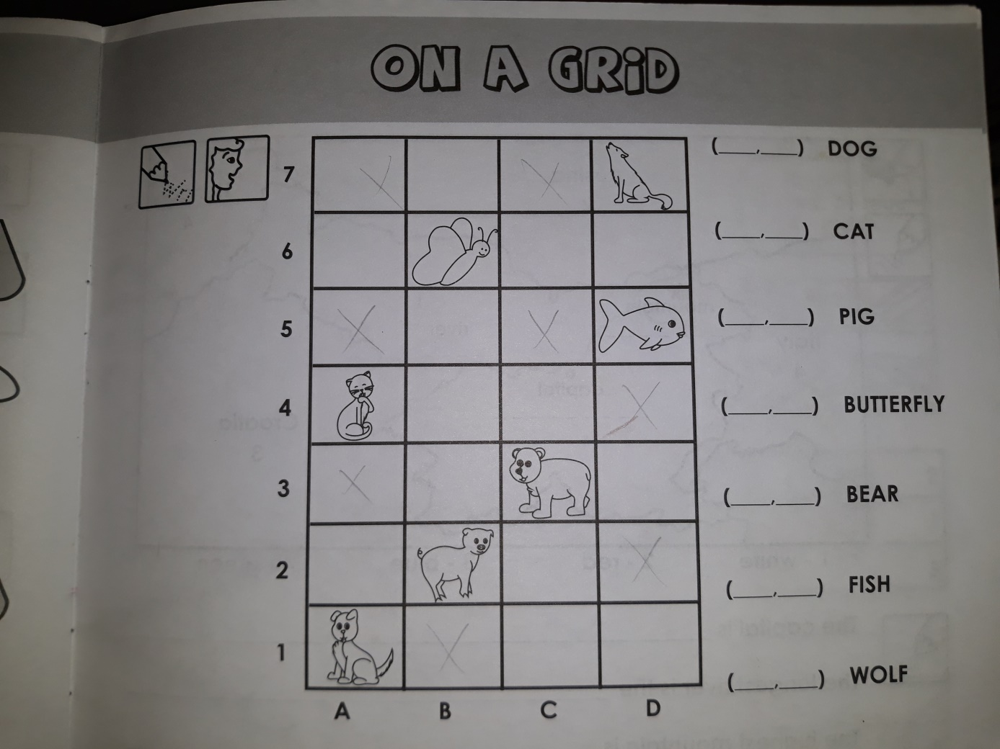 ON A GRiD
7
6
5
4
3
2
1
A B C D
(___,___) DOG
(___,___) CAT
(___,___) PIG
(___,___) BUTTERFLY
(___,___) BEAR
(___,___) FISH
(___,___) WOLF